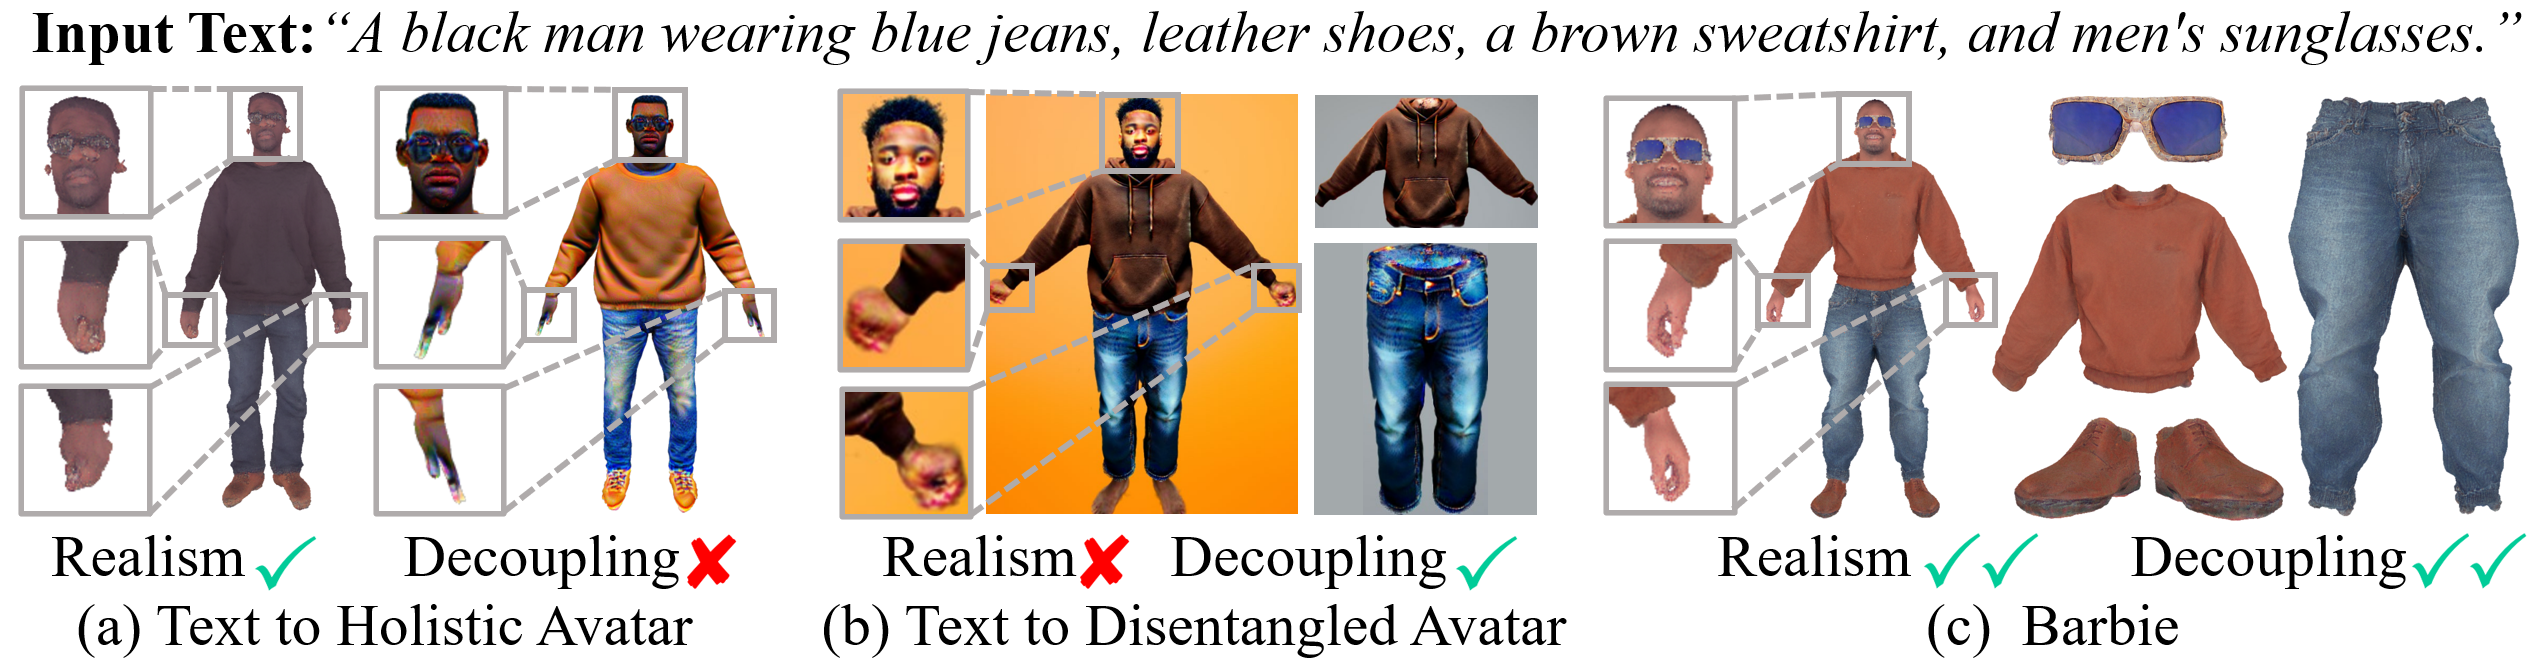 Input Text: “A black man wearing blue jeans, leather shoes, a brown sweatshirt, and men's sunglasses.”
Realism ✓ Decoupling ✘ Realism ✘ Decoupling ✓ Realism ✓✓ Decoupling ✓✓
(a) Text to Holistic Avatar (b) Text to Disentangled Avatar (c) Barbie